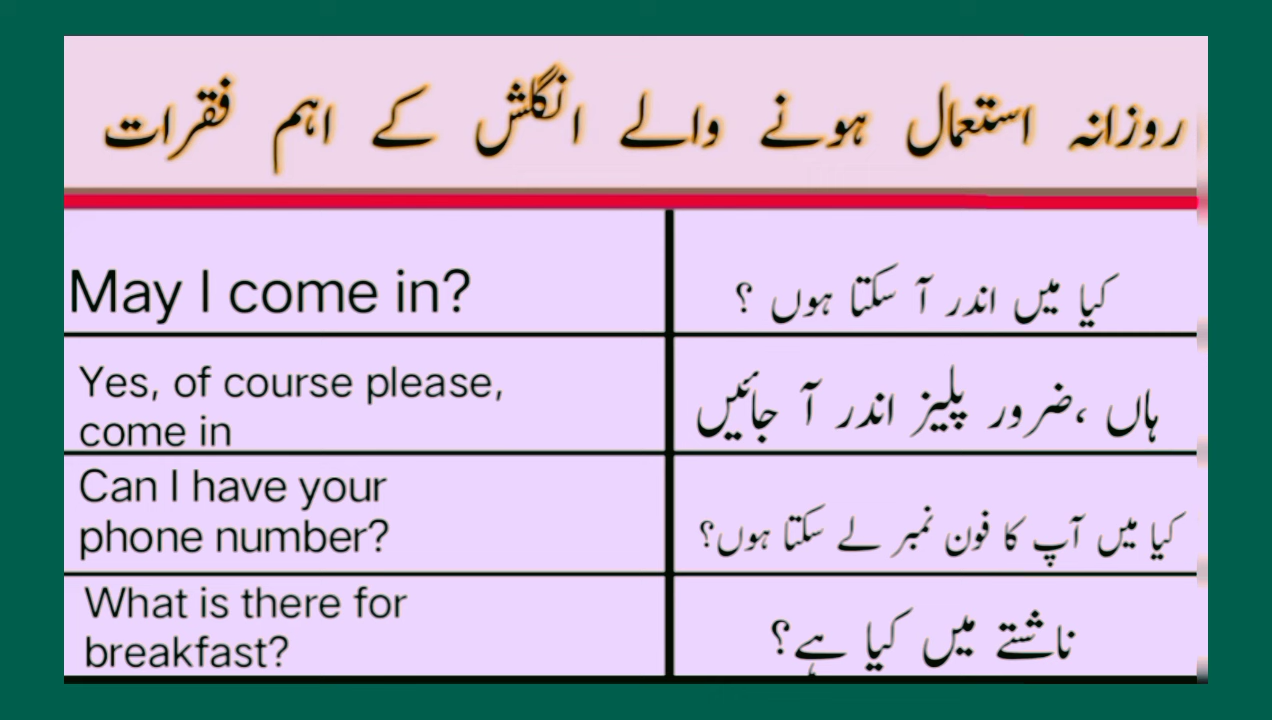 روزانہ استعمال ہونے والے انگلش کے اہم فقرات
May I come in?
کیا میں اندر آ سکتا ہوں ؟
Yes, of course please,
come in
ہاں ،ضرور پلیز اندر آ جائیں
Can I have your
phone number?
کیا میں آپ کا فون نمبر لے سکتا ہوں؟
What is there for
breakfast?
ناشتے میں کیا ہے؟